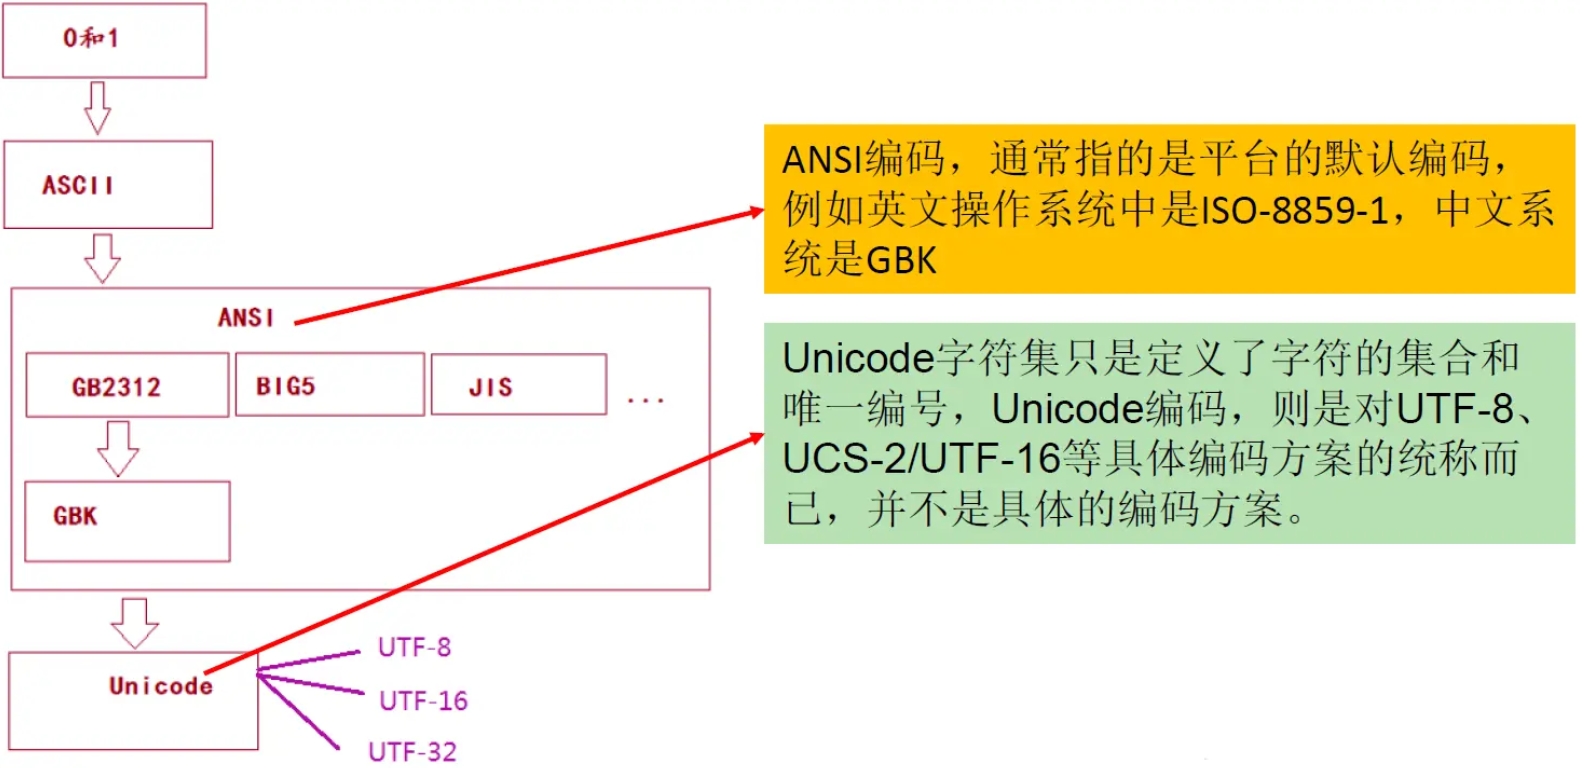 0和1
ASCII
ANSI
GB2312
BIG5
JIS
...
GBK
Unicode
UTF-8
UTF-16
UTF-32
ANSI编码，通常指的是平台的默认编码，
例如英文操作系统中是ISO-8859-1，中文系
统是GBK
Unicode字符集只是定义了字符的集合和
唯一编号，Unicode编码，则是对UTF-8、
UCS-2/UTF-16等具体编码方案的统称而
已，并不是具体的编码方案。